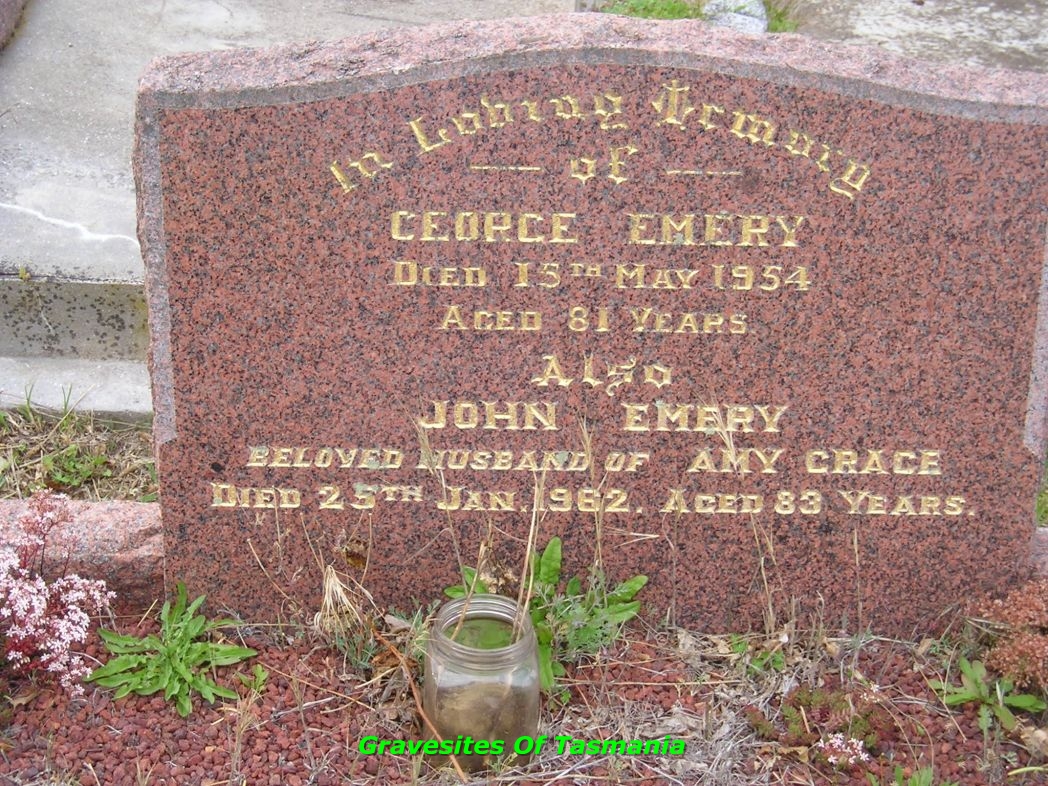 In Loving Memory
of
GEORGE EMERY
DIED 15TH MAY 1954
AGED 81 YEARS
Also
JOHN EMERY
BELOVED HUSBAND OF AMY GRACE
DIED 25TH JAN. 1962. AGED 83 YEARS.
Gravesites Of Tasmania